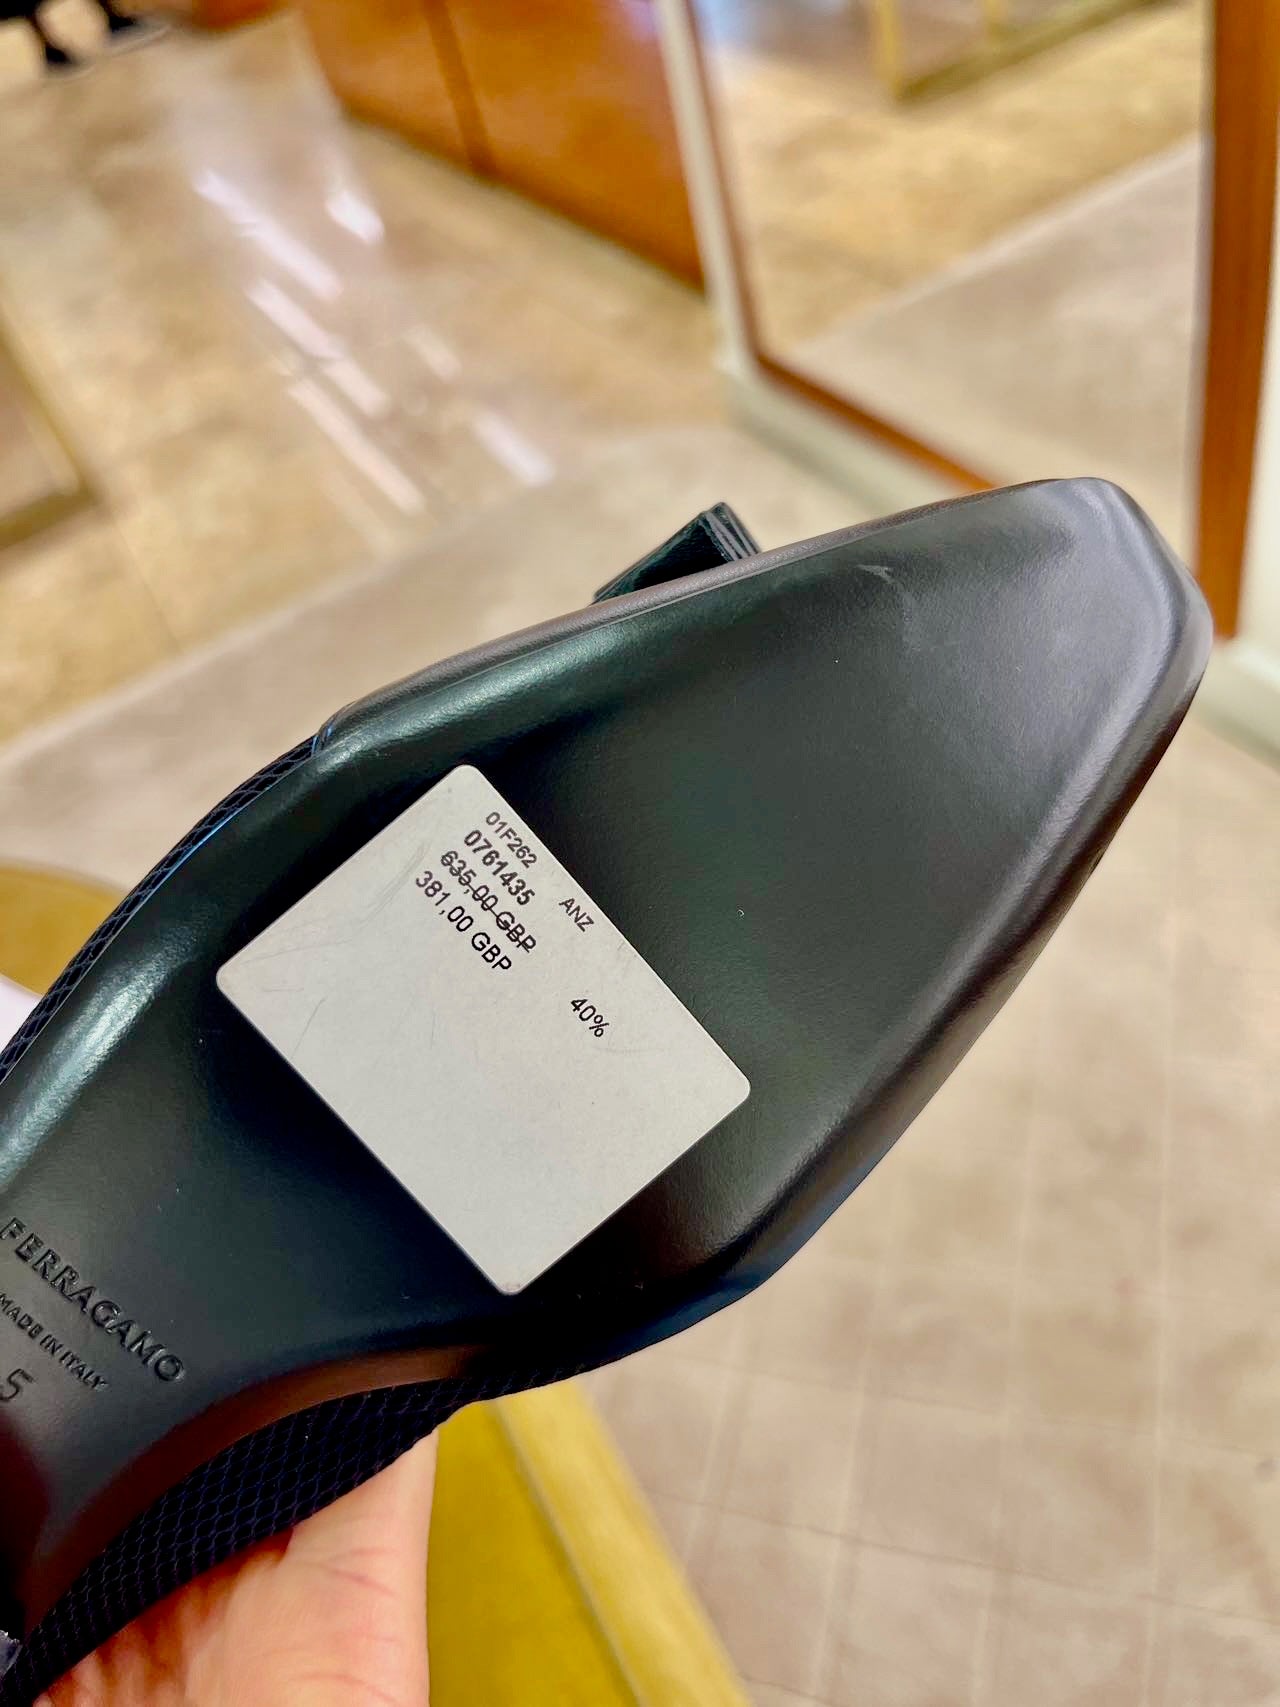 01F262
0761435 ANZ
635,00 GBP
381,00 GBP
40%
FERRAGAMO
MADE IN ITALY
5